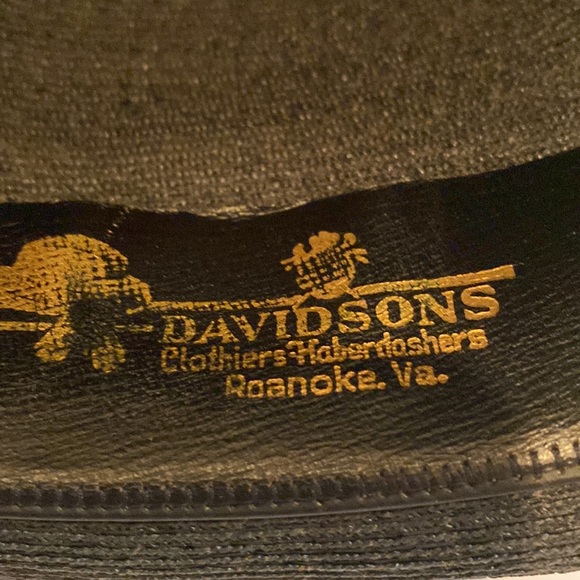 DAVIDSONS
Clothiers-Haberdashers
Roanoke. Va.